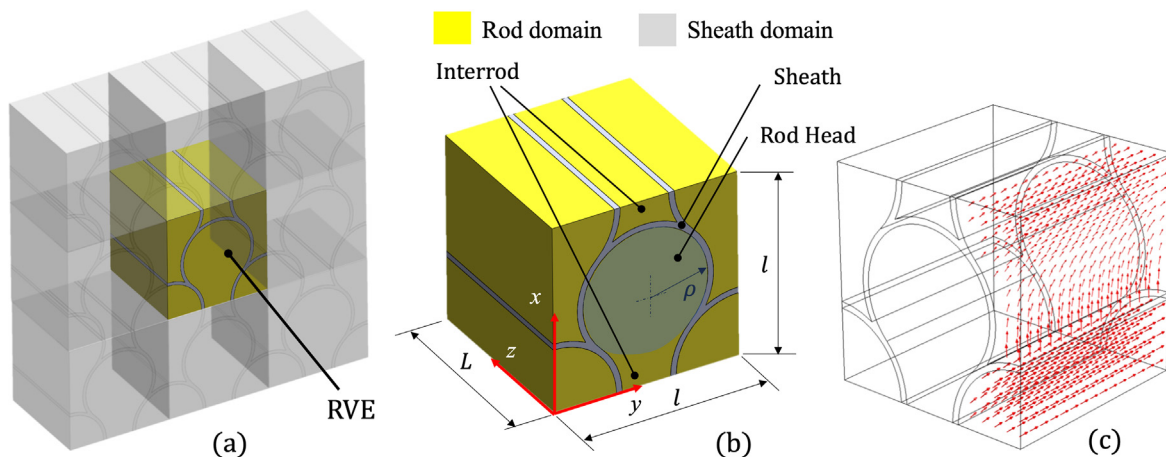 Rod domain
Sheath domain
Interrod
Sheath
Rod Head
l
ρ
x
z
L
y
l
RVE
(a)
(b)
(c)